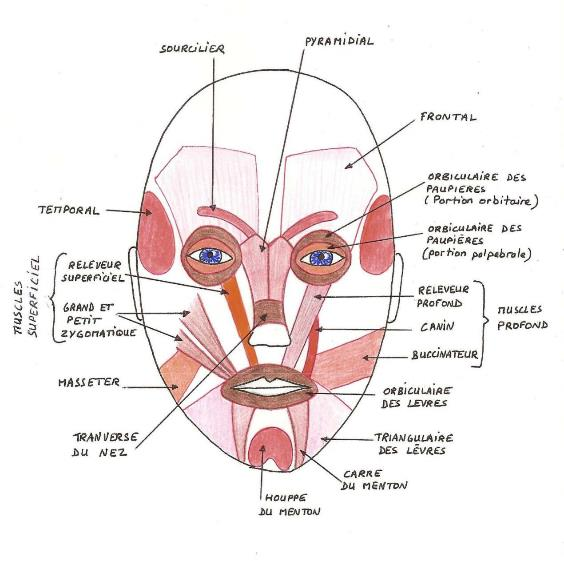 SOURCILIER
PYRAMIDIAL
FRONTAL
ORBICULAIRE DES
PAUPIERES
(Portion orbitaire)
TEMPORAL
ORBICULAIRE DES
PAUPIÈRES
(portion palpebrale)
MUSCLES
SUPERFICIEL
RELEVEUR
SUPERFICIEL
GRAND ET
PETIT
ZYGOMATIQUE
RELEVEUR
PROFOND
CANIN
BUCCINATEUR
MUSCLES
PROFOND
MASSETER
ORBICULAIRE
DES LEVRES
TRANVERSE
DU NEZ
TRIANGULAIRE
DES LÈVRES
CARRE
DU MENTON
HOUPPE
DU MENTON